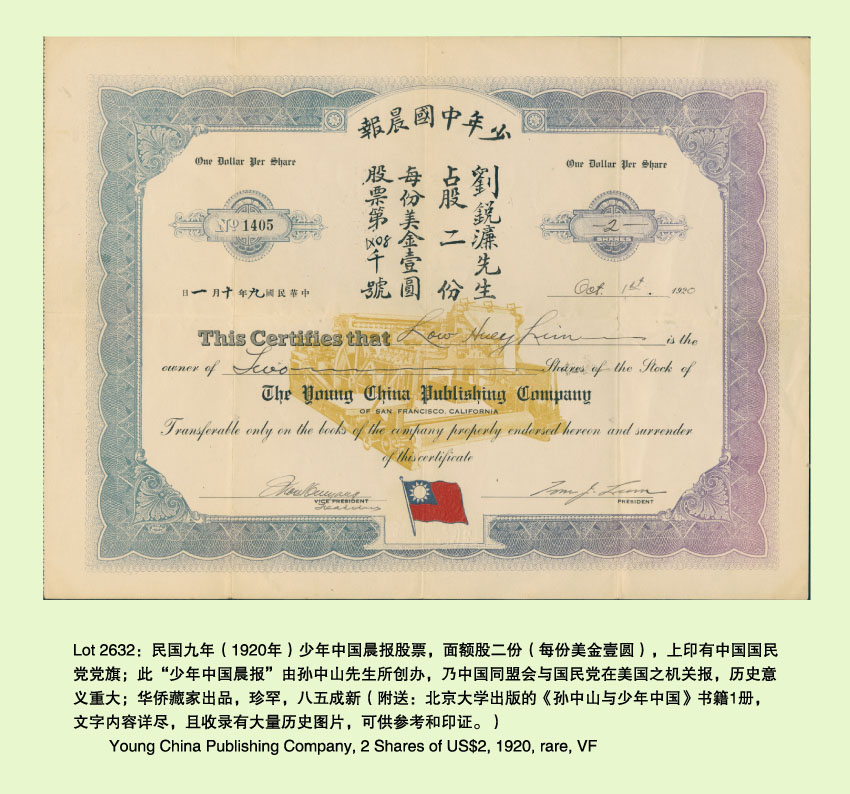 少年中國晨報
劉銳濂先生
占股二份
每份美金壹圓
股票第1408千號
One Dollar Per Share
One Dollar Per Share
No 1405
2
SHARES
中華民國九年十月一日
Oct. 1st. 1920
This Certifies that Low Huey Lim is the
owner of Two Shares of the Stock of
The Young China Publishing Company
OF SAN FRANCISCO, CALIFORNIA
Transferable only on the books of the company property endorsed hereon and surrender
of this certificate
VICE PRESIDENT
PRESIDENT
Lot 2632：民国九年（1920年）少年中国晨报股票，面额股二份（每份美金壹圆），上印有中国国民
党党旗；此“少年中国晨报”由孙中山先生所创办，乃中国同盟会与国民党在美国之机关报，历史意
义重大；华侨藏家出品，珍罕，八五成新（附送：北京大学出版的《孙中山与少年中国》书籍1册，
文字内容详尽，且收录有大量历史图片，可供参考和印证。）
Young China Publishing Company, 2 Shares of US$2, 1920, rare, VF